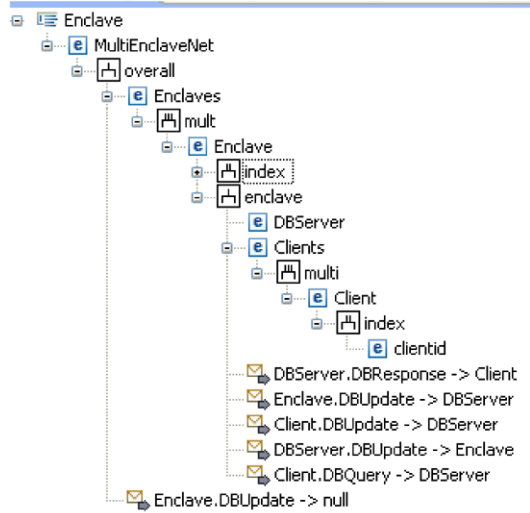 Enclave
MultiEnclaveNet
overall
Enclaves
mult
Enclave
index
enclave
DBServer
Clients
multi
Client
index
clientid
DBServer.DBResponse -> Client
Enclave.DBUpdate -> DBServer
Client.DBUpdate -> DBServer
DBServer.DBUpdate -> Enclave
Client.DBQuery -> DBServer
Enclave.DBUpdate -> null